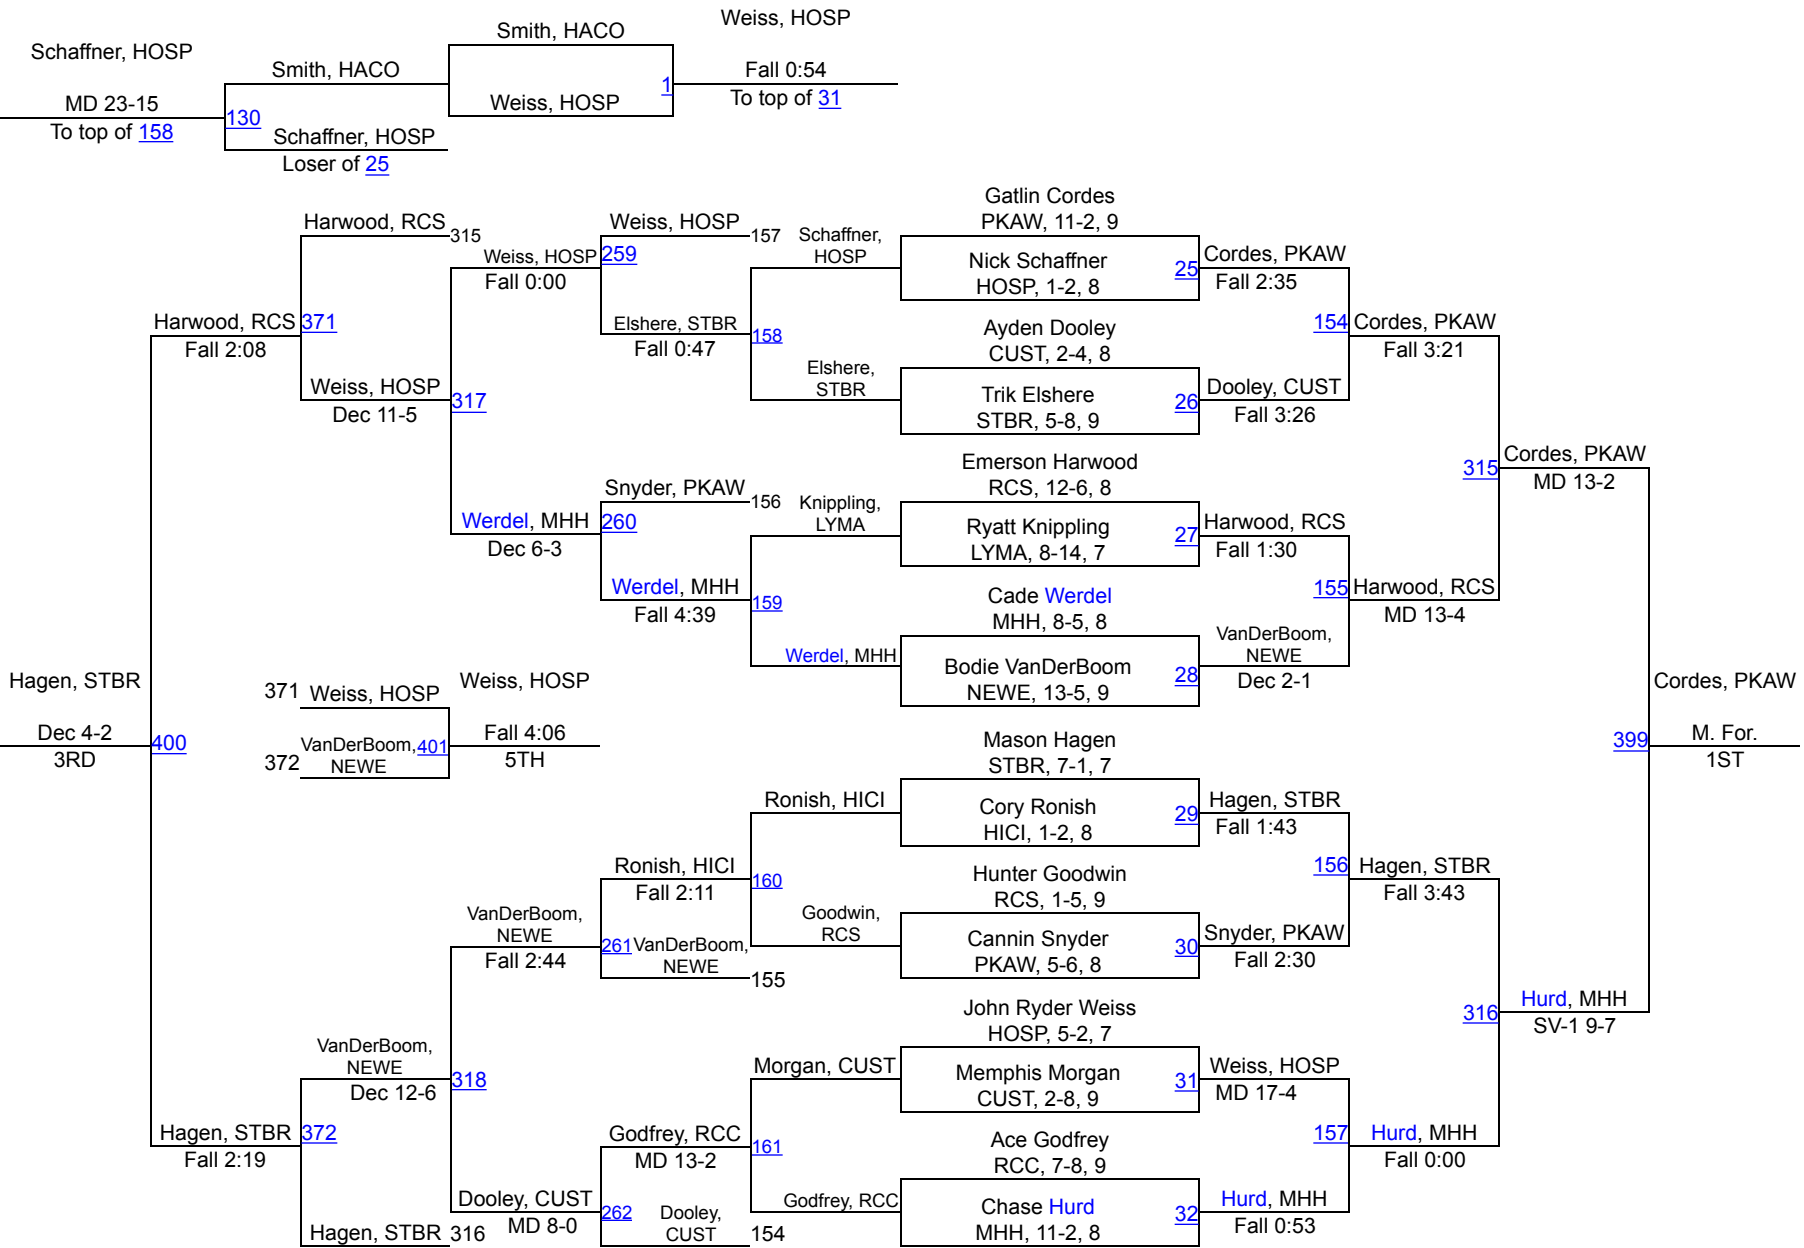 Weiss, HOSP
Smith, HACO
Schaffner, HOSP
Smith, HACO
Fall 0:54
1
MD 23-15
Weiss, HOSP
To top of 31
130
To top of 158
Schaffner, HOSP
Loser of 25
Gatlin Cordes
PKAW, 11-2, 9
Harwood, RCS
315
Weiss, HOSP
157
Schaffner,
HOSP
Weiss, HOSP
259
Fall 0:00
Nick Schaffner
HOSP, 1-2, 8
25
Cordes, PKAW
Fall 2:35
Harwood, RCS
371
Fall 2:08
Elshere, STBR
Fall 0:47
158
Ayden Dooley
CUST, 2-4, 8
154
Cordes, PKAW
Fall 3:21
Weiss, HOSP
Dec 11-5
317
Elshere,
STBR
Trik Elshere
STBR, 5-8, 9
26
Dooley, CUST
Fall 3:26
Emerson Harwood
RCS, 12-6, 8
315
Cordes, PKAW
MD 13-2
Snyder, PKAW
156
Knippling,
LYMA
Werdel, MHH
260
Dec 6-3
Ryatt Knippling
LYMA, 8-14, 7
27
Harwood, RCS
Fall 1:30
Werdel, MHH
Fall 4:39
159
Cade Werdel
MHH, 8-5, 8
155
Harwood, RCS
MD 13-4
Werdel, MHH
Bodie VanDerBoom
NEWE, 13-5, 9
28
VanDerBoom,
NEWE
Dec 2-1
Hagen, STBR
371
Weiss, HOSP
Weiss, HOSP
Cordes, PKAW
Dec 4-2
3RD
400
372
VanDerBoom,
NEWE
401
Fall 4:06
5TH
Mason Hagen
STBR, 7-1, 7
399
M. For.
1ST
Ronish, HICI
Cory Ronish
HICI, 1-2, 8
29
Hagen, STBR
Fall 1:43
Ronish, HICI
Fall 2:11
160
Hunter Goodwin
RCS, 1-5, 9
156
Hagen, STBR
Fall 3:43
VanDerBoom,
NEWE
Fall 2:44
261
VanDerBoom,
NEWE
155
Goodwin,
RCS
Cannin Snyder
PKAW, 5-6, 8
30
Snyder, PKAW
Fall 2:30
John Ryder Weiss
HOSP, 5-2, 7
316
Hurd, MHH
SV-1 9-7
VanDerBoom,
NEWE
Dec 12-6
318
Morgan, CUST
Memphis Morgan
CUST, 2-8, 9
31
Weiss, HOSP
MD 17-4
Hagen, STBR
372
Fall 2:19
Godfrey, RCC
MD 13-2
161
Ace Godfrey
RCC, 7-8, 9
157
Hurd, MHH
Fall 0:00
Dooley, CUST
MD 8-0
262
Dooley,
CUST
154
Godfrey, RCC
Chase Hurd
MHH, 11-2, 8
32
Hurd, MHH
Fall 0:53
Hagen, STBR
316